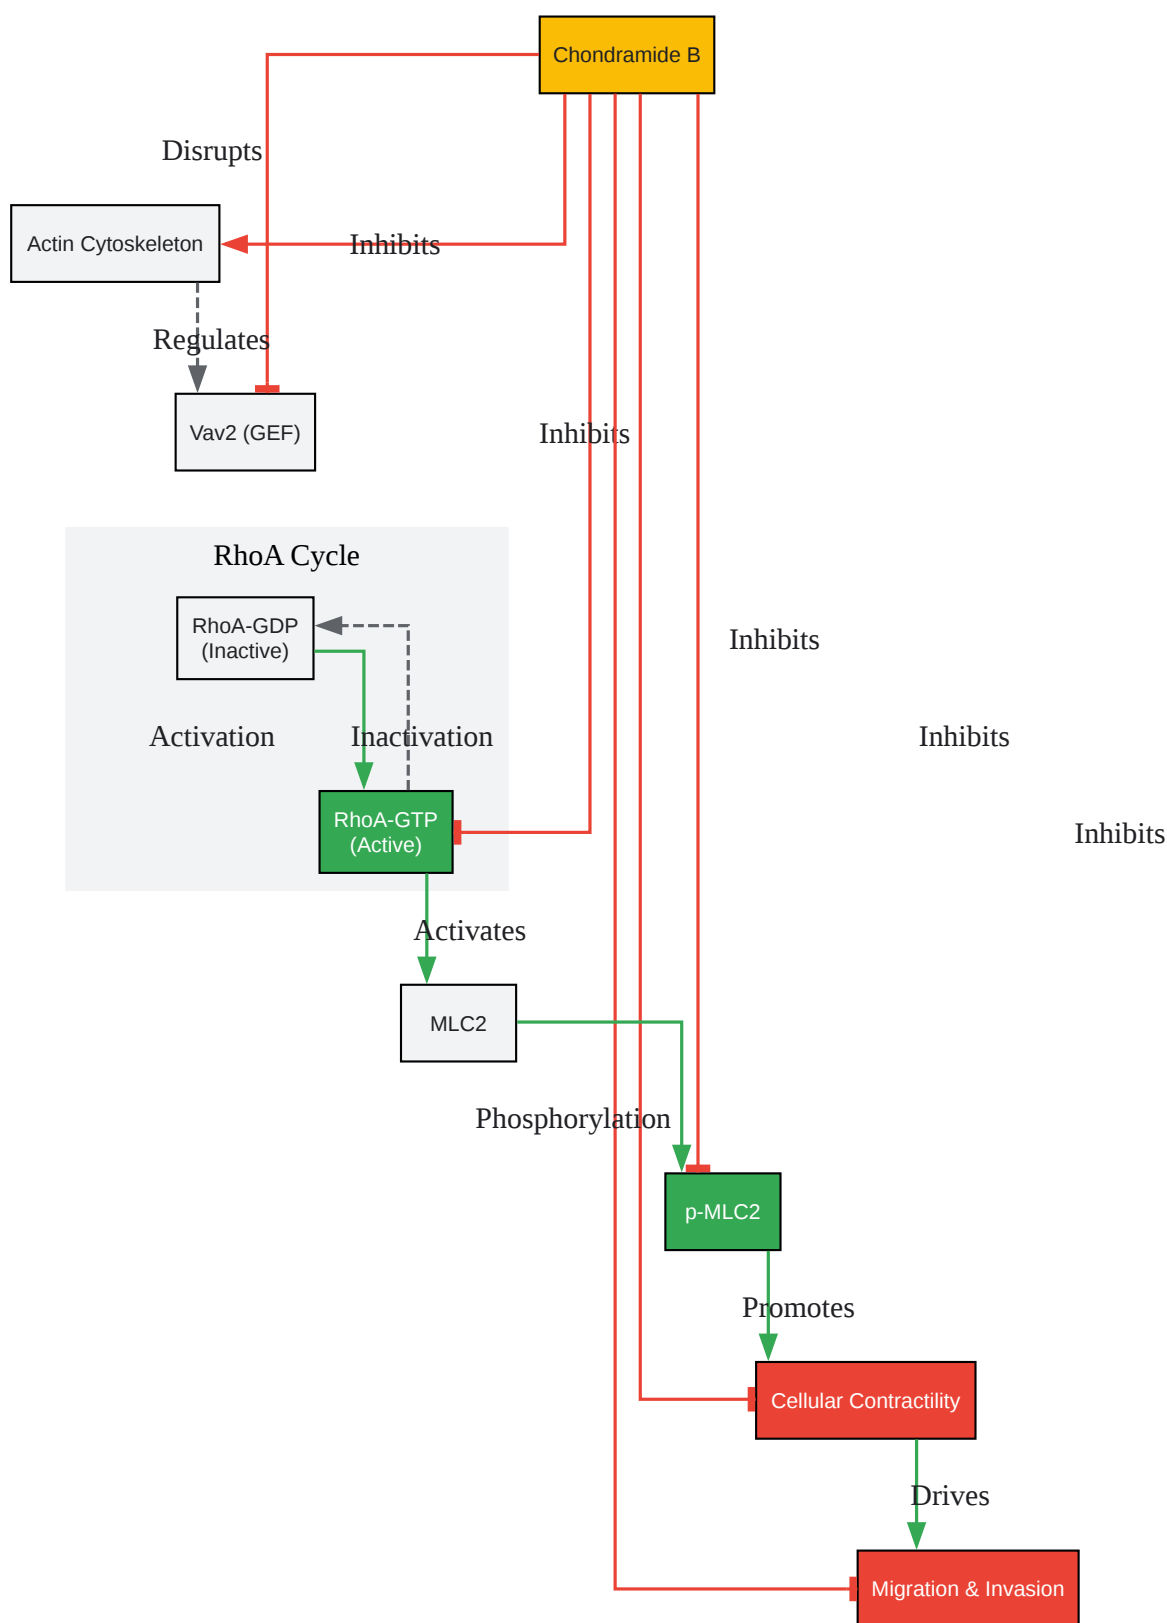 Chondramide B
Disrupts
Actin Cytoskeleton
Inhibits
Regulates
Vav2 (GEF)
Inhibits
RhoA Cycle
RhoA-GDP
(Inactive)
Inhibits
Activation
Inactivation
Inhibits
RhoA-GTP
(Active)
Inhibits
Activates
MLC2
Phosphorylation
p-MLC2
Promotes
Cellular Contractility
Drives
Migration & Invasion